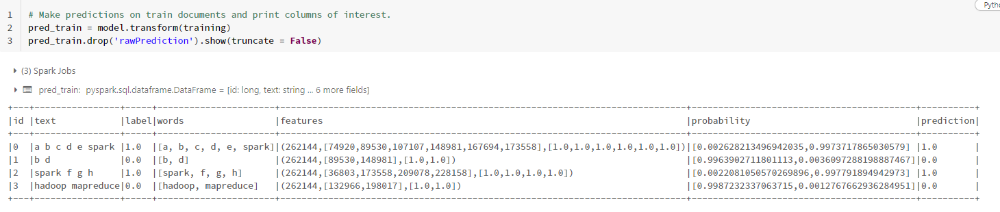 Pytho
1 # Make predictions on train documents and print columns of interest.
2 pred_train = model.transform(training)
3 pred_train.drop('rawPrediction').show(truncate = False)
(3) Spark Jobs
pred_train: pyspark.sql.dataframe.DataFrame = [id: long, text: string ... 6 more fields]
+---+----------------+-----+----------------------+------------------------------------------------------------------------------+-------------------------------------------+----------+
|id |text            |label|words                 |features                                                                      |probability                                |prediction|
+---+----------------+-----+----------------------+------------------------------------------------------------------------------+-------------------------------------------+----------+
|0  |a b c d e spark |1.0  |[a, b, c, d, e, spark]|(262144,[74920,89530,107107,148981,167694,173558],[1.0,1.0,1.0,1.0,1.0,1.0])|[0.002628213496942035,0.9973717865030579]  |1.0       |
|1  |b d             |0.0  |[b, d]                |(262144,[89530,148981],[1.0,1.0])                                             |[0.9963902711801113,0.0036097288198887467]|0.0       |
|2  |spark f g h     |1.0  |[spark, f, g, h]      |(262144,[36803,173558,209078,228158],[1.0,1.0,1.0,1.0])                       |[0.0022081050570269896,0.997791894942973] |1.0       |
|3  |hadoop mapreduce|0.0  |[hadoop, mapreduce]   |(262144,[132966,198017],[1.0,1.0])                                            |[0.9987232337063715,0.0012767662936284951]|0.0       |
+---+----------------+-----+----------------------+------------------------------------------------------------------------------+-------------------------------------------+----------+